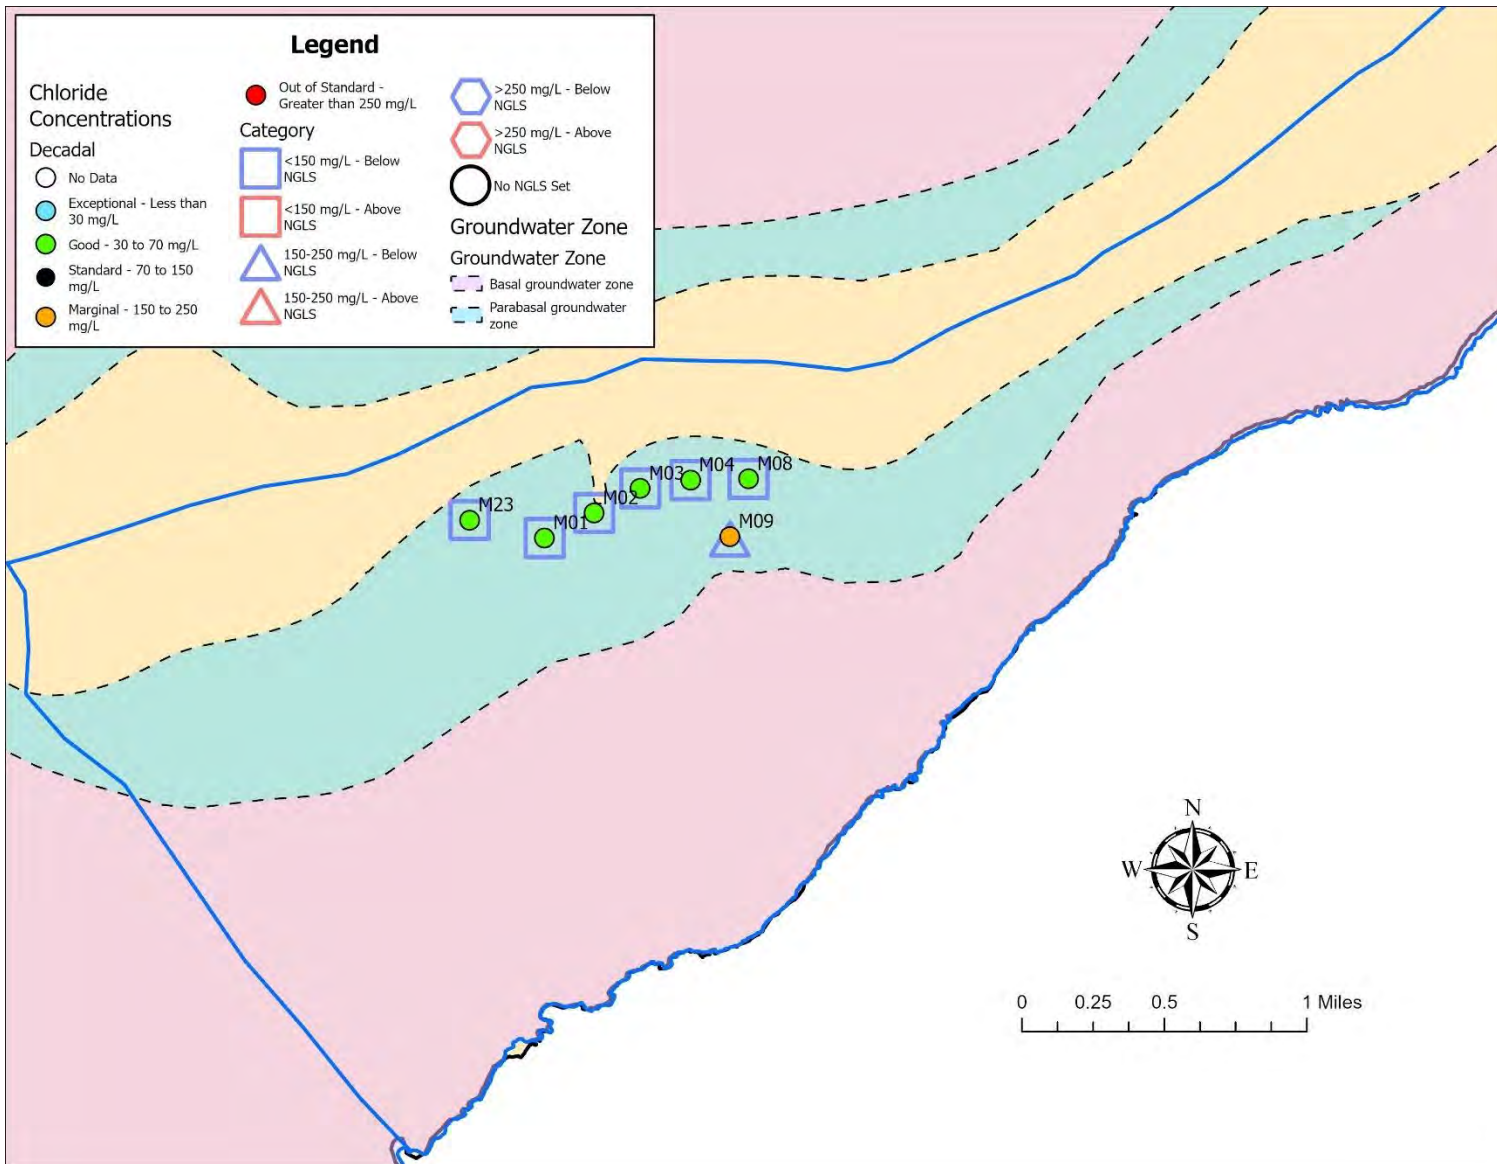 Legend
Chloride
Concentrations
Decadal
No Data
Exceptional - Less than
30 mg/L
Good - 30 to 70 mg/L
Standard - 70 to 150
mg/L
Marginal - 150 to 250
mg/L
Out of Standard -
Greater than 250 mg/L
Category
<150 mg/L - Below
NGLS
<150 mg/L - Above
NGLS
150-250 mg/L - Below
NGLS
150-250 mg/L - Above
NGLS
>250 mg/L - Below
NGLS
>250 mg/L - Above
NGLS
No NGLS Set
Groundwater Zone
Groundwater Zone
Basal groundwater zone
Parabasal groundwater
zone
M08
M04
M03
M02
M23
M01
M09
N
W
E
S
0 0.25 0.5 1 Miles